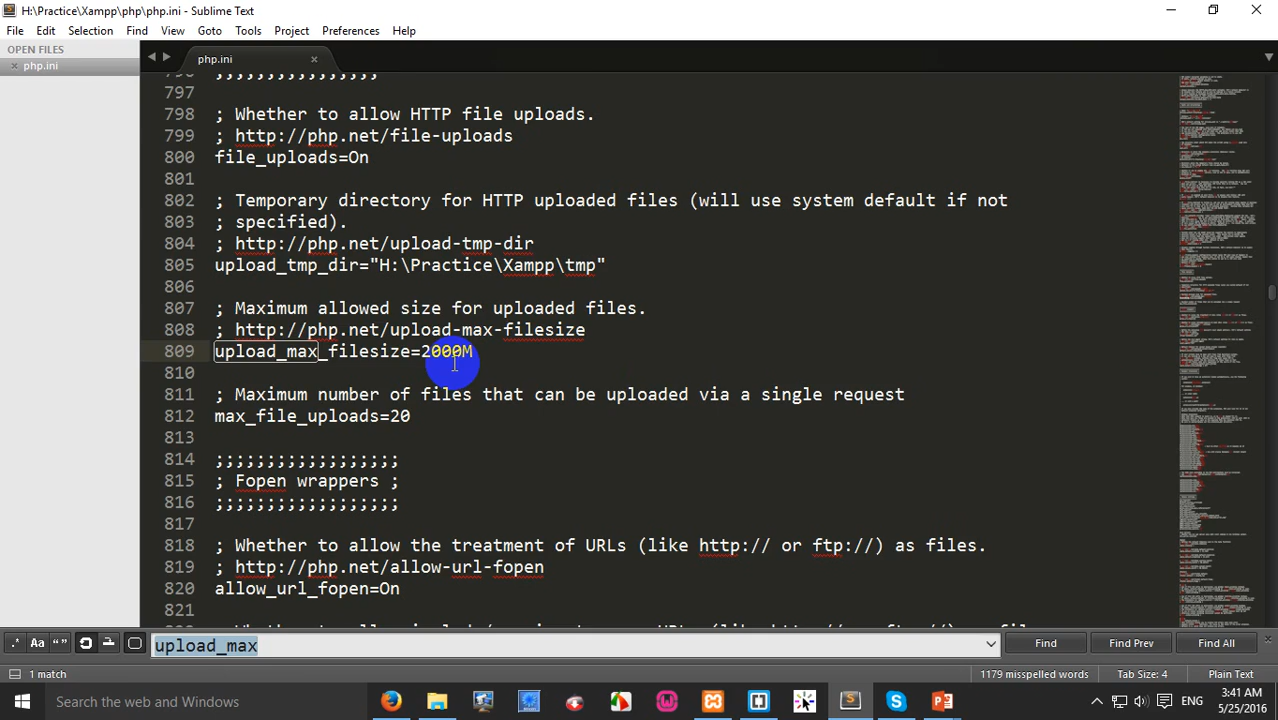 H:\Practice\Xampp\php\php.ini - Sublime Text
File Edit Selection Find View Goto Tools Project Preferences Help
OPEN FILES
php.ini
php.ini
796 ;;;;;;;;;;;;;;;;
797
798 ; Whether to allow HTTP file uploads.
799 ; http://php.net/file-uploads
800 file_uploads=On
801
802 ; Temporary directory for HTTP uploaded files (will use system default if not
803 ; specified).
804 ; http://php.net/upload-tmp-dir
805 upload_tmp_dir="H:\Practice\Xampp\tmp"
806
807 ; Maximum allowed size for uploaded files.
808 ; http://php.net/upload-max-filesize
809 upload_max_filesize=2000M
810
811 ; Maximum number of files that can be uploaded via a single request
812 max_file_uploads=20
813
814 ;;;;;;;;;;;;;;;;;;
815 ; Fopen wrappers ;
816 ;;;;;;;;;;;;;;;;;;
817
818 ; Whether to allow the treatment of URLs (like http:// or ftp://) as files.
819 ; http://php.net/allow-url-fopen
820 allow_url_fopen=On
821
.* Aa “” upload_max Find Find Prev Find All
1 match 1179 misspelled words Tab Size: 4 Plain Text
Search the web and Windows
ENG
3:41 AM
5/25/2016